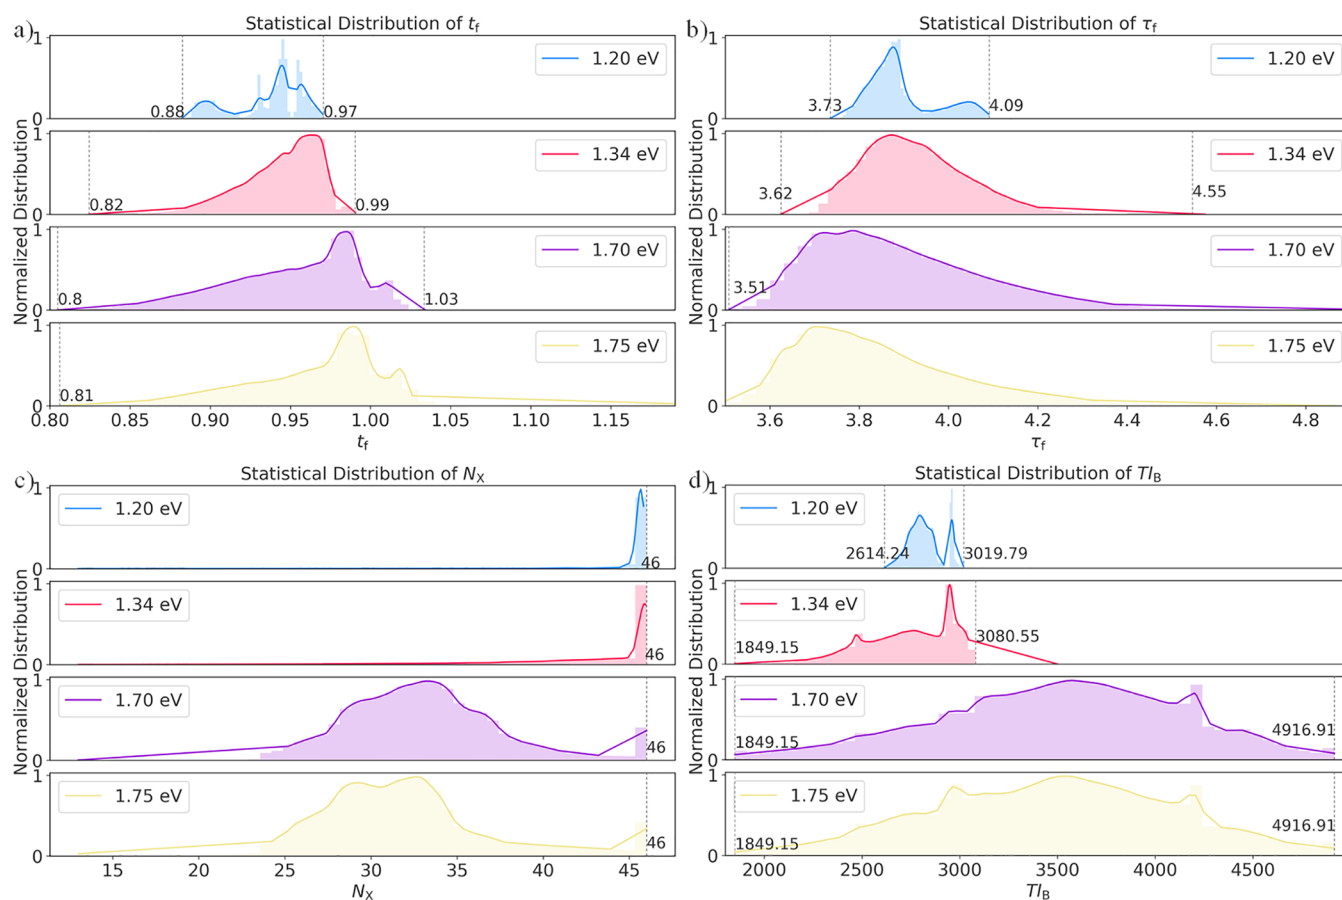 a)
Statistical Distribution of t_f
Normalized Distribution
1
0
1.20 eV
0.88
0.97
1
0
1.34 eV
0.82
0.99
1
0
1.70 eV
0.8
1.03
1
0
1.75 eV
0.81
0.80 0.85 0.90 0.95 1.00 1.05 1.10 1.15
t_f
b)
Statistical Distribution of τ_f
Normalized Distribution
1
0
1.20 eV
3.73
4.09
1
0
1.34 eV
3.62
4.55
1
0
1.70 eV
3.51
1
0
1.75 eV
3.6 3.8 4.0 4.2 4.4 4.6 4.8
τ_f
c)
Statistical Distribution of N_X
Normalized Distribution
1
0
1.20 eV
46
1
0
1.34 eV
46
1
0
1.70 eV
46
1
0
1.75 eV
46
15 20 25 30 35 40 45
N_X
d)
Statistical Distribution of TI_B
Normalized Distribution
1
0
1.20 eV
2614.24
3019.79
1
0
1.34 eV
1849.15
3080.55
1
0
1.70 eV
1849.15
4916.91
1
0
1.75 eV
1849.15
4916.91
2000 2500 3000 3500 4000 4500
TI_B